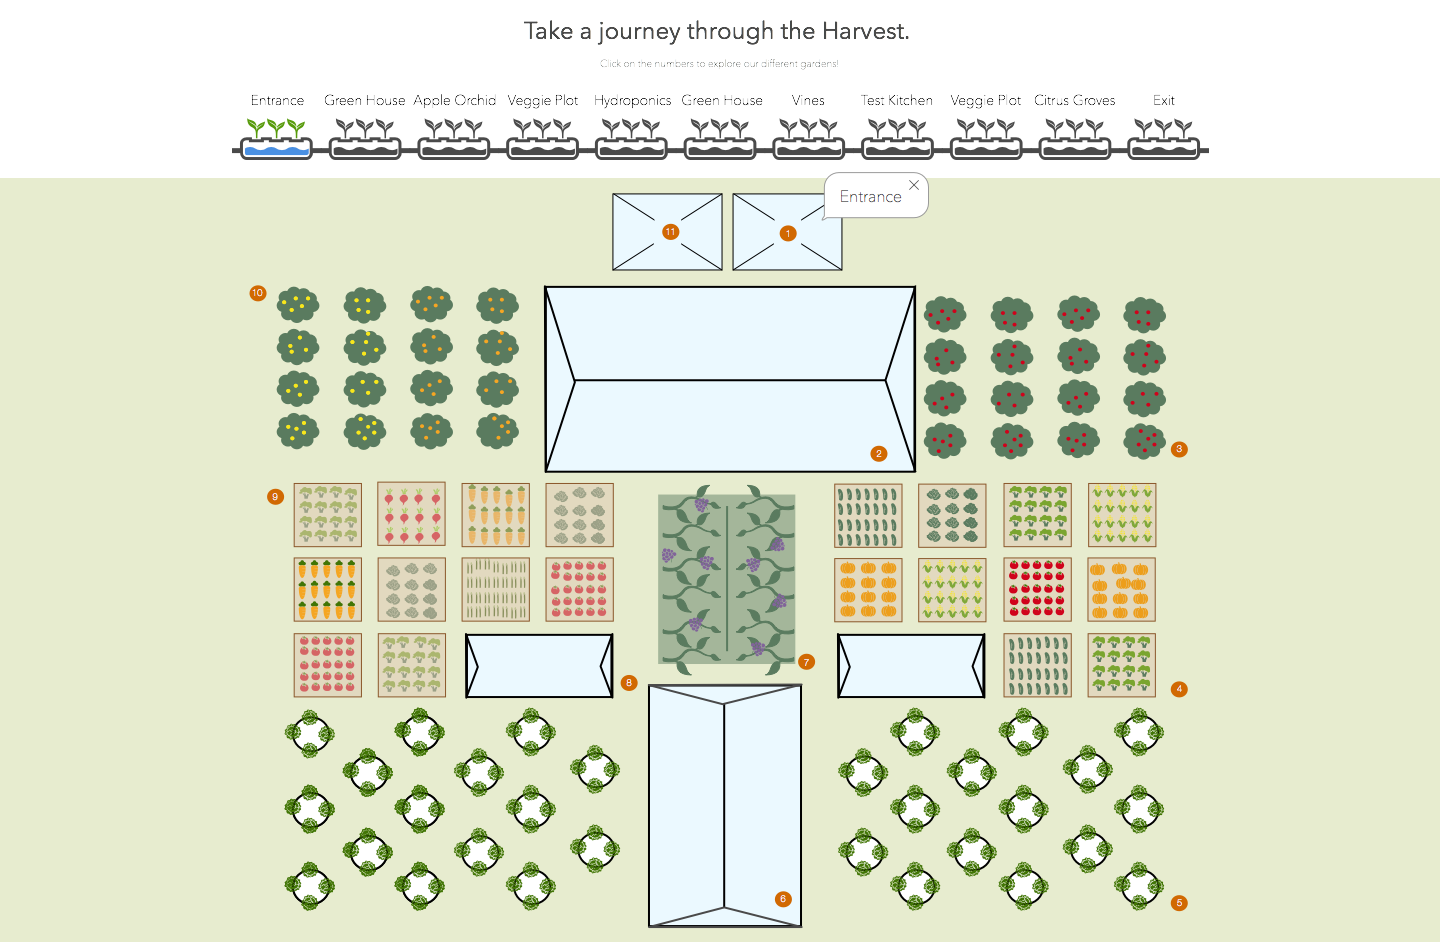 Take a journey through the Harvest.
Click on the numbers to explore our different gardens!
Entrance Green House Apple Orchid Veggie Plot Hydroponics Green House Vines Test Kitchen Veggie Plot Citrus Groves Exit
Entrance
11 1
10
2
3
9
7
8
4
6
5